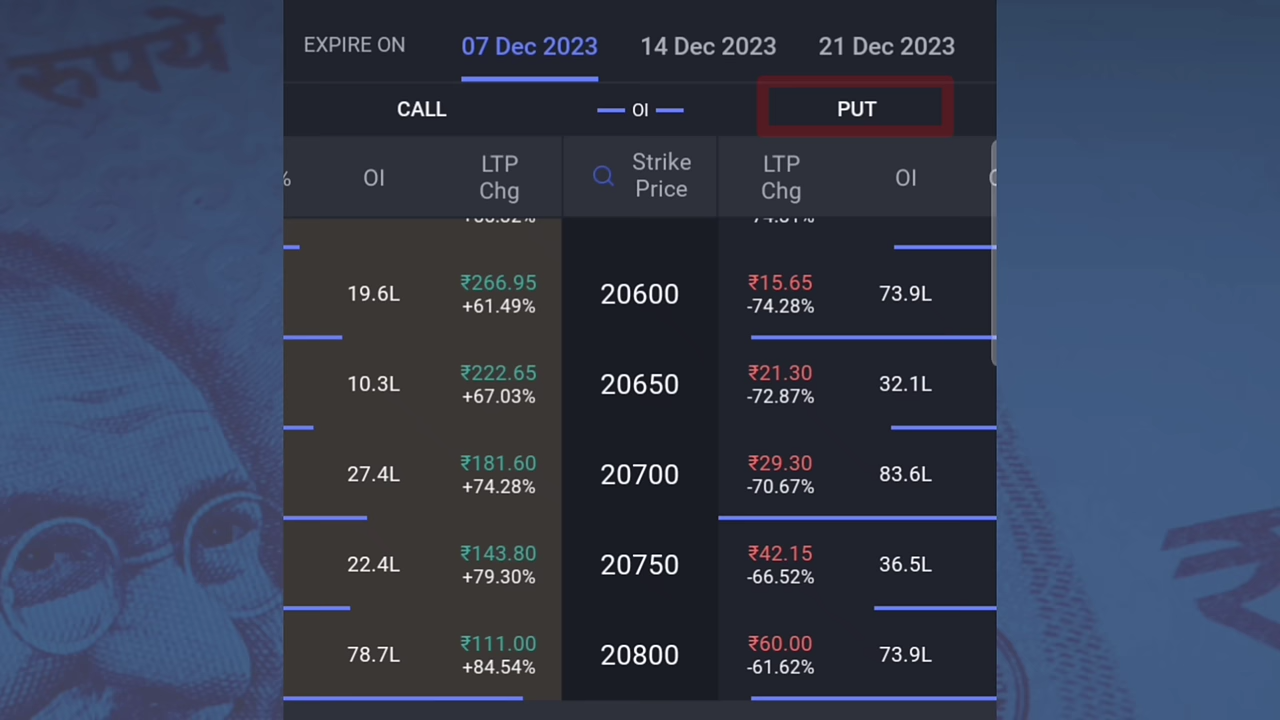 रुपये
EXPIRE ON 07 Dec 2023 14 Dec 2023 21 Dec 2023
CALL OI PUT
% OI LTP Chg Strike Price LTP Chg OI
19.6L ₹266.95 20600 ₹15.65 73.9L
+61.49% -74.28%
10.3L ₹222.65 20650 ₹21.30 32.1L
+67.03% -72.87%
27.4L ₹181.60 20700 ₹29.30 83.6L
+74.28% -70.67%
22.4L ₹143.80 20750 ₹42.15 36.5L
+79.30% -66.52%
78.7L ₹111.00 20800 ₹60.00 73.9L
+84.54% -61.62%
₹